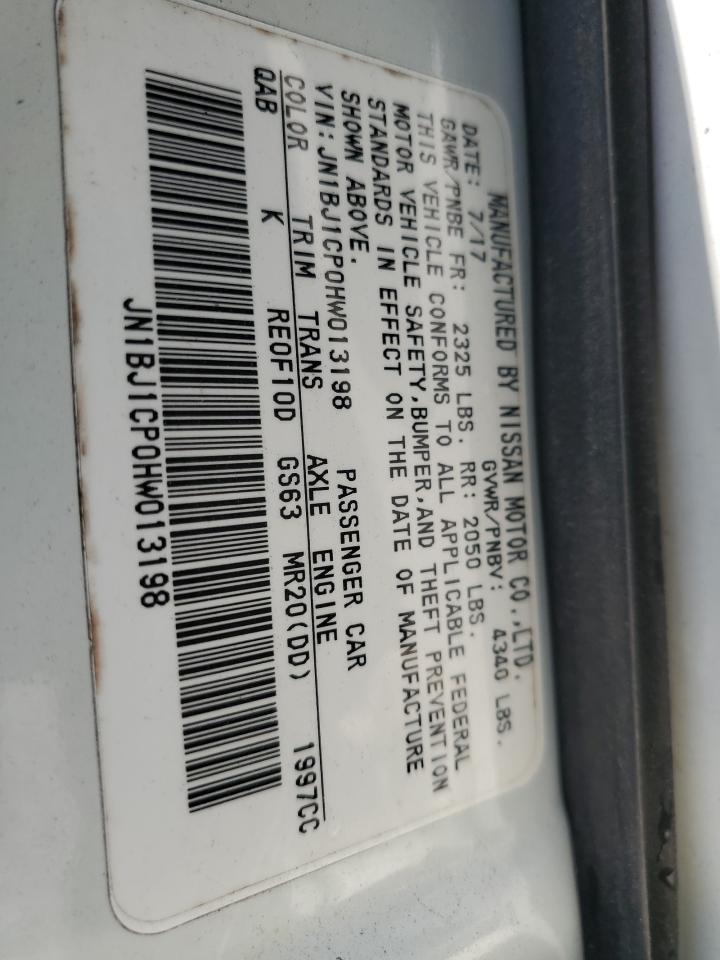 MANUFACTURED BY NISSAN MOTOR CO.,LTD.
DATE: 7/17 GVWR/PNBV: 4340 LBS.
GAWR/PNBE FR: 2325 LBS. RR: 2050 LBS.
THIS VEHICLE CONFORMS TO ALL APPLICABLE FEDERAL
MOTOR VEHICLE SAFETY,BUMPER,AND THEFT PREVENTION
STANDARDS IN EFFECT ON THE DATE OF MANUFACTURE
SHOWN ABOVE.
VIN:JN1BJ1CP0HW013198 PASSENGER CAR
COLOR TRIM TRANS AXLE ENGINE
QAB K RE0F10D GS63 MR20(DD) 1997CC
JN1BJ1CP0HW013198